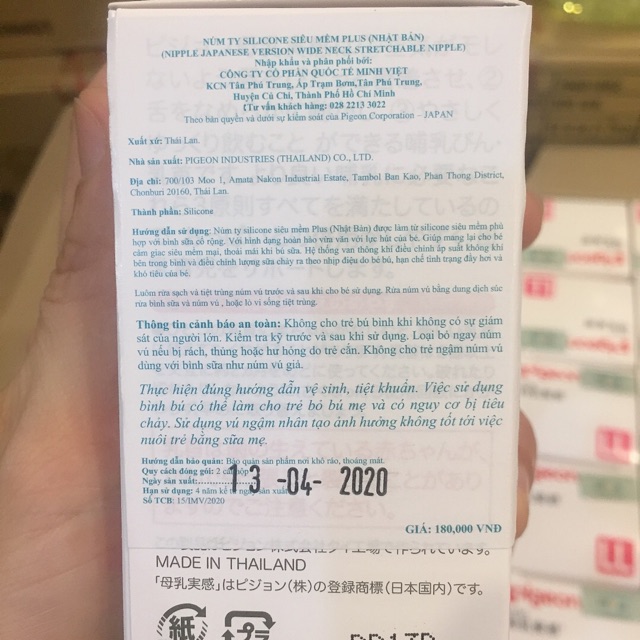 NÚM TY SILICONE SIÊU MỀM PLUS (NHẬT BẢN)
(NIPPLE JAPANESE VERSION WIDE NECK STRETCHABLE NIPPLE)
Nhập khẩu và phân phối bởi:
CÔNG TY CỔ PHẦN QUỐC TẾ MINH VIỆT
KCN Tân Phú Trung, Ấp Trạm Bơm,Tân Phú Trung,
Huyện Củ Chi, Thành Phố Hồ Chí Minh
(Tư vấn khách hàng: 028 2213 3022
Theo bản quyền và dưới sự kiểm soát của Pigeon Corporation - JAPAN
Xuất xứ: Thái Lan.
Nhà sản xuất: PIGEON INDUSTRIES (THAILAND) CO., LTD.
Địa chỉ: 700/103 Moo 1, Amata Nakon Industrial Estate, Tambol Ban Kao, Phan Thong District,
Chonburi 20160, Thái Lan.
Thành phần: Silicone
Hướng dẫn sử dụng: Núm ty silicone siêu mềm Plus (Nhật Bản) được làm từ silicone siêu mềm phù
hợp với bình sữa cổ rộng. Với hình dạng hoàn hảo vừa vặn với lực hút của bé. Giúp mang lại cho bé
cảm giác siêu mềm mại, thoải mái khi bú sữa. Hệ thống van thông khí điều chỉnh áp suất không khí
bên trong bình và điều chỉnh lượng sữa chảy ra theo nhịp điệu do bé bú, hạn chế tình trạng đầy hơi và
khó tiêu của bé.
Luôn rửa sạch và tiệt trùng núm vú trước và sau khi cho bé sử dụng. Rửa núm vú bằng dung dịch súc
rửa bình sữa và núm vú , hoặc lò vi sóng tiệt trùng.
Thông tin cảnh báo an toàn: Không cho trẻ bú bình khi không có sự giám
sát của người lớn. Kiểm tra kỹ trước và sau khi sử dụng. Loại bỏ ngay núm
vú nếu bị rách, thủng hoặc hư hỏng do trẻ cắn. Không cho trẻ ngậm núm vú
dùng với bình sữa như núm vú giả.
Thực hiện đúng hướng dẫn vệ sinh, tiệt khuẩn. Việc sử dụng
bình bú có thể làm cho trẻ bỏ bú mẹ và có nguy cơ bị tiêu
chảy. Sử dụng vú ngậm nhân tạo ảnh hưởng không tốt tới việc
nuôi trẻ bằng sữa mẹ.
Hướng dẫn bảo quản: Bảo quản sản phẩm nơi khô ráo, thoáng mát.
Quy cách đóng gói: 2 cái/hộp
Ngày sản xuất: 13 -04- 2020
Hạn sử dụng: 4 năm kể từ ngày sản xuất
Số TCB: 15/IMV/2020
GIÁ: 180,000 VNĐ
MADE IN THAILAND
「母乳実感」はピジョン(株)の登録商標(日本国内)です。
紙
プラ